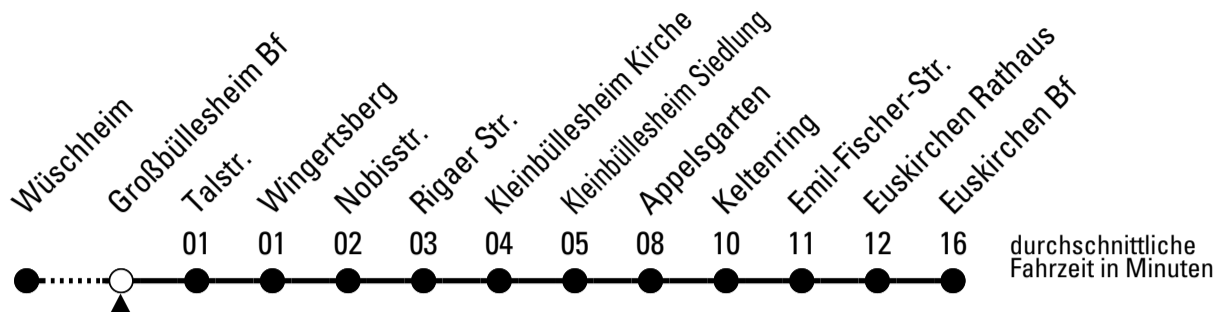 Wüschheim
Großbüllesheim Bf
Talstr.
Wingertsberg
Nobisstr.
Rigaer Str.
Kleinbüllesheim Kirche
Kleinbüllesheim Siedlung
Appelsgarten
Keltenring
Emil-Fischer-Str.
Euskirchen Rathaus
Euskirchen Bf
01 01 02 03 04 05 08 10 11 12 16
durchschnittliche
Fahrzeit in Minuten